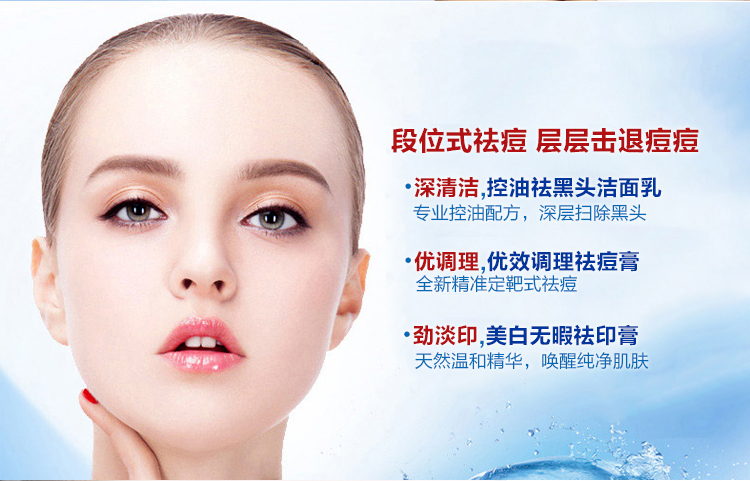 段位式祛痘 层层击退痘痘
·深清洁,控油祛黑头洁面乳
专业控油配方，深层扫除黑头
·优调理,优效调理祛痘膏
全新精准定靶式祛痘
·劲淡印,美白无暇祛印膏
天然温和精华，唤醒纯净肌肤